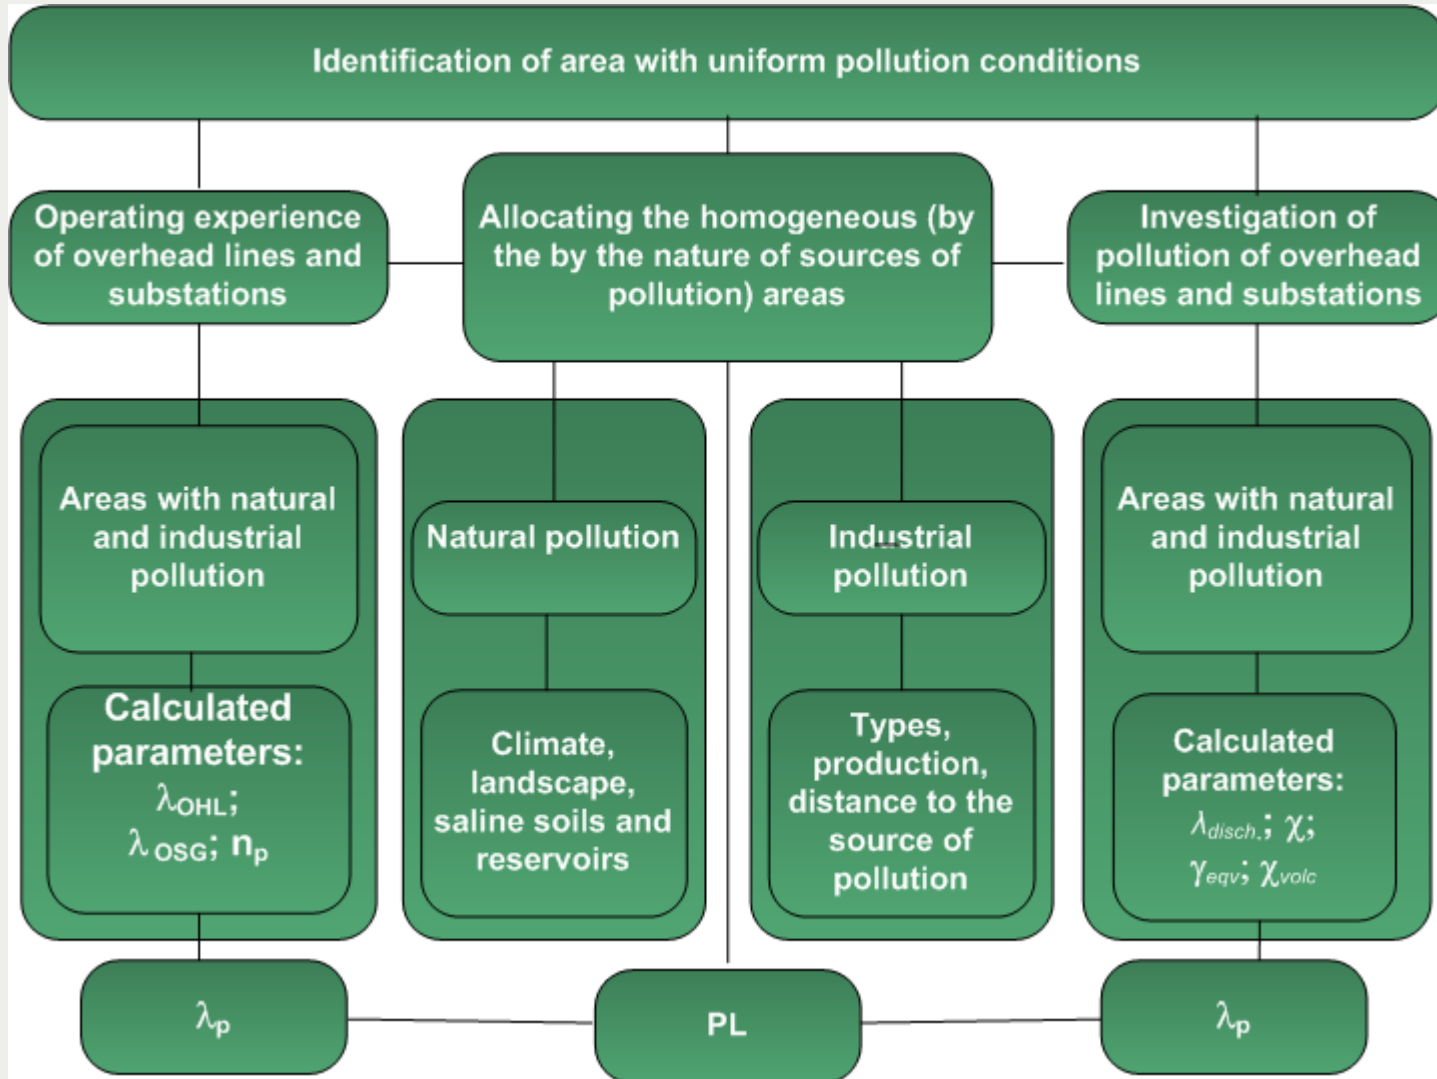 Identification of area with uniform pollution conditions
Operating experience
of overhead lines and
substations
Allocating the homogeneous (by
the by the nature of sources of
pollution) areas
Investigation of
pollution of overhead
lines and substations
Areas with natural
and industrial
pollution
Calculated
parameters:
λOHL;
λ OSG; np
Natural pollution
Climate,
landscape,
saline soils and
reservoirs
Industrial
pollution
Types,
production,
distance to the
source of
pollution
Areas with natural
and industrial
pollution
Calculated
parameters:
λdisch.; χ;
γeqv; χvolc
λp
PL
λp